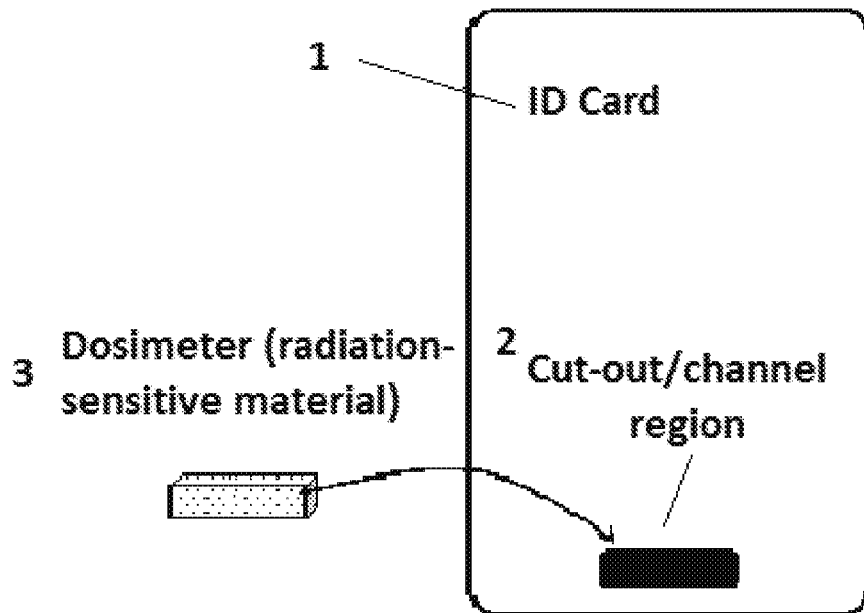 1
ID Card
3
Dosimeter (radiation-
sensitive material)
2
Cut-out/channel
region